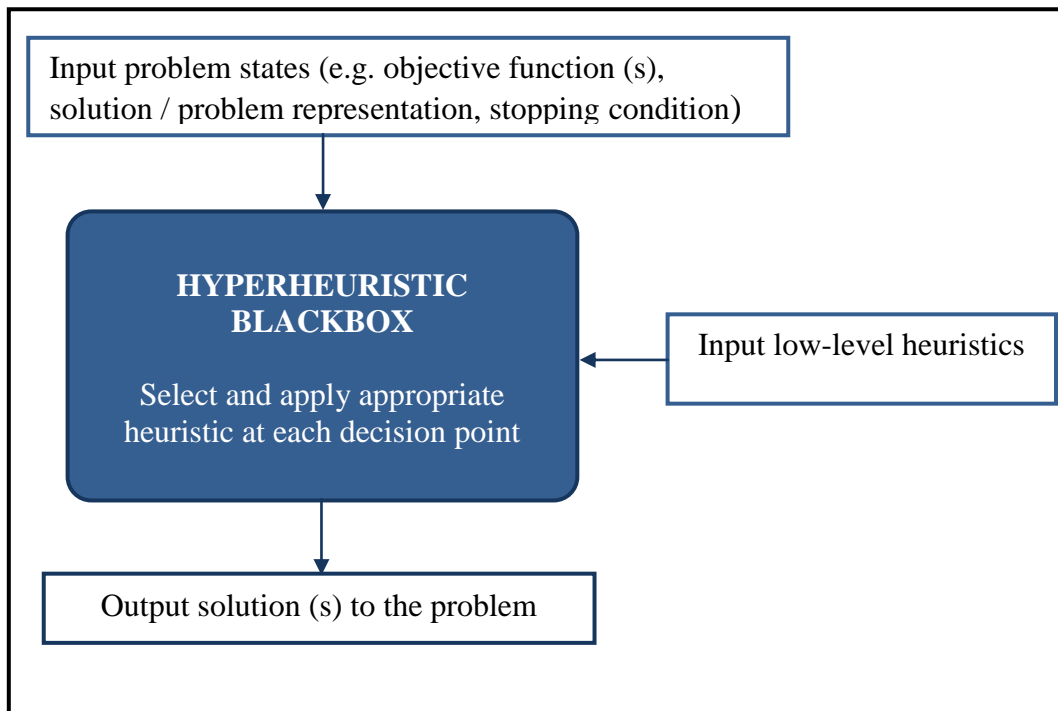 Input problem states (e.g. objective function (s),
solution / problem representation, stopping condition)
HYPERHEURISTIC
BLACKBOX
Select and apply appropriate
heuristic at each decision point
Input low-level heuristics
Output solution (s) to the problem